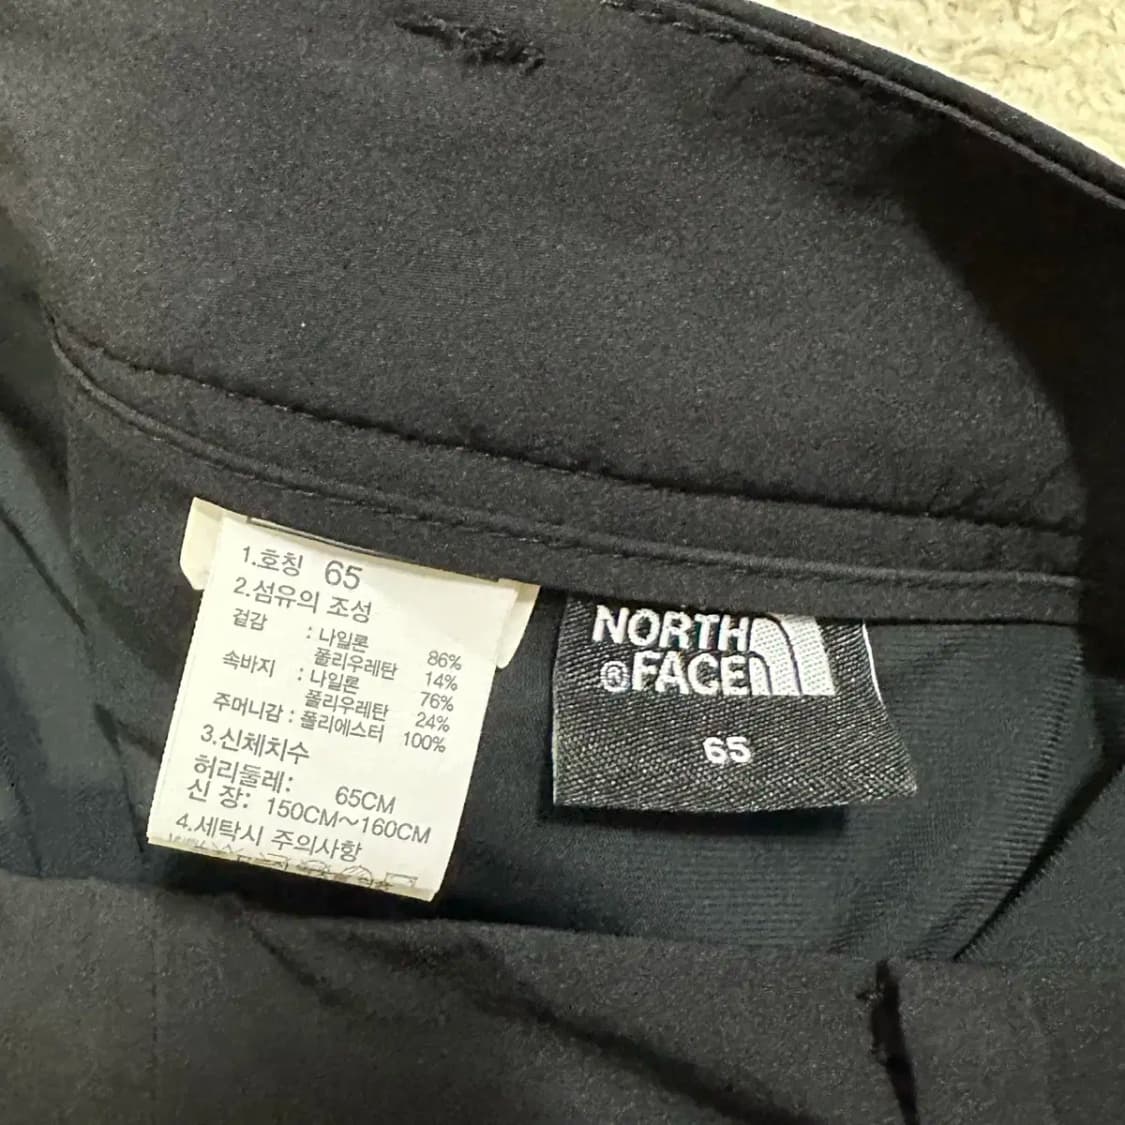 1.호칭 65
2.섬유의 조성
겉감 : 나일론 86%
폴리우레탄 14%
속바지 : 나일론 76%
폴리우레탄 24%
주머니감 : 폴리에스터 100%
3.신체치수
허리둘레: 65CM
신 장: 150CM~160CM
4.세탁시 주의사항
NORTH
®FACE
65